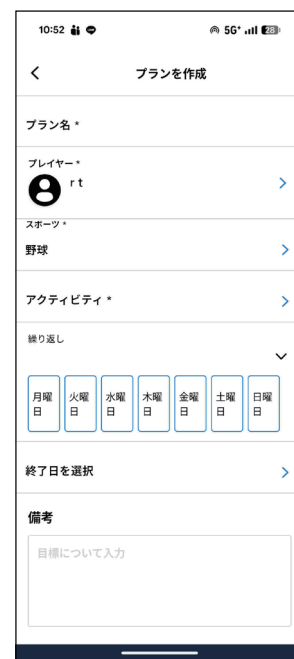 10:52 5G+ 28
プランを作成
プラン名 *
プレイヤー *
r t
スポーツ *
野球
アクティビティ *
繰り返し
月曜日 火曜日 水曜日 木曜日 金曜日 土曜日 日曜日
終了日を選択
備考
目標について入力